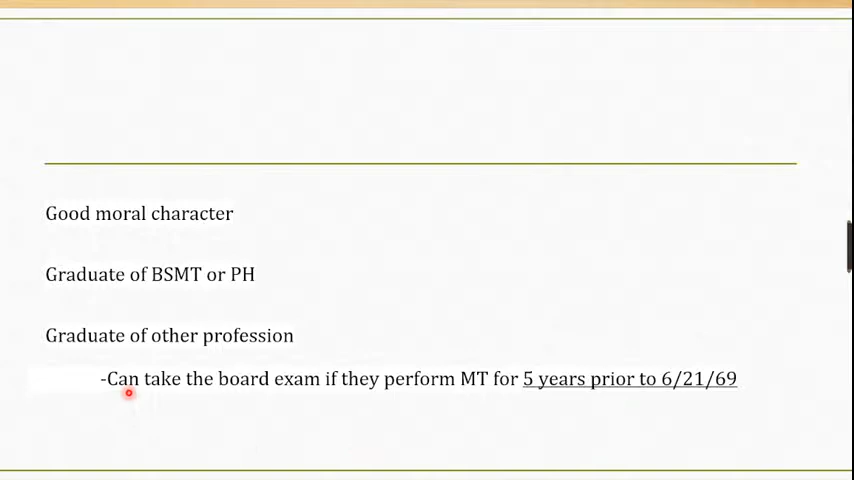 Good moral character
Graduate of BSMT or PH
Graduate of other profession
-Can take the board exam if they perform MT for 5 years prior to 6/21/69